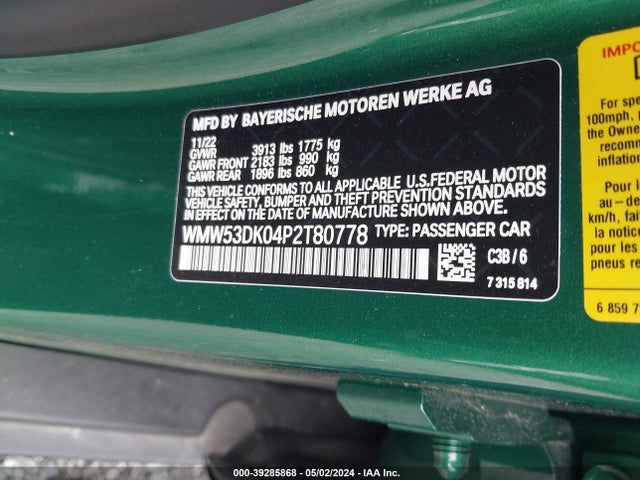 MFD BY BAYERISCHE MOTOREN WERKE AG
11/22
GVWR 3913 lbs 1775 kg
GAWR FRONT 2183 lbs 990 kg
GAWR REAR 1896 lbs 860 kg
THIS VEHICLE CONFORMS TO ALL APPLICABLE U.S.FEDERAL MOTOR
VEHICLE SAFETY, BUMPER AND THEFT PREVENTION STANDARDS
IN EFFECT ON THE DATE OF MANUFACTURE SHOWN ABOVE.
WMW53DK04P2T80778 TYPE: PASSENGER CAR
C3B / 6
7 315 814
IMPO
For spe
100mph,
the Owne
recomm
inflation
Pour l
au – de
km/h, fai
la notice
pour les
pneus re
6 859 7
000-39285868 - 05/02/2024 - IAA Inc.